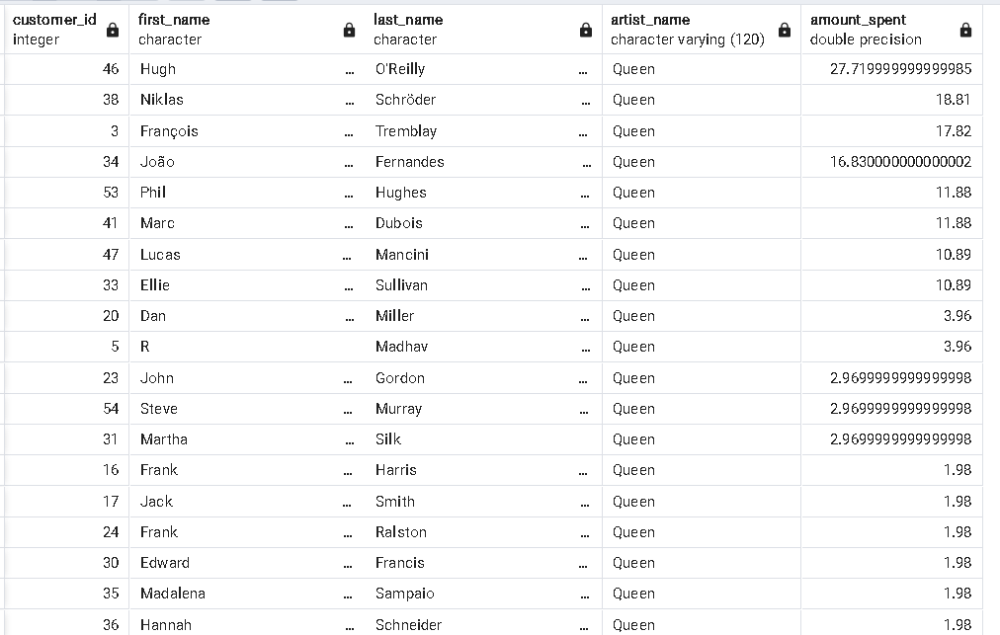 customer_id first_name last_name artist_name amount_spent
integer character character character varying (120) double precision
46 Hugh ... O'Reilly ... Queen 27.719999999999985
38 Niklas ... Schröder ... Queen 18.81
3 François ... Tremblay ... Queen 17.82
34 João ... Fernandes ... Queen 16.830000000000002
53 Phil ... Hughes ... Queen 11.88
41 Marc ... Dubois ... Queen 11.88
47 Lucas ... Mancini ... Queen 10.89
33 Ellie ... Sullivan ... Queen 10.89
20 Dan ... Miller ... Queen 3.96
5 R Madhav ... Queen 3.96
23 John ... Gordon ... Queen 2.9699999999999998
54 Steve ... Murray ... Queen 2.9699999999999998
31 Martha ... Silk ... Queen 2.9699999999999998
16 Frank ... Harris ... Queen 1.98
17 Jack ... Smith ... Queen 1.98
24 Frank ... Ralston ... Queen 1.98
30 Edward ... Francis ... Queen 1.98
35 Madalena ... Sampaio ... Queen 1.98
36 Hannah ... Schneider ... Queen 1.98